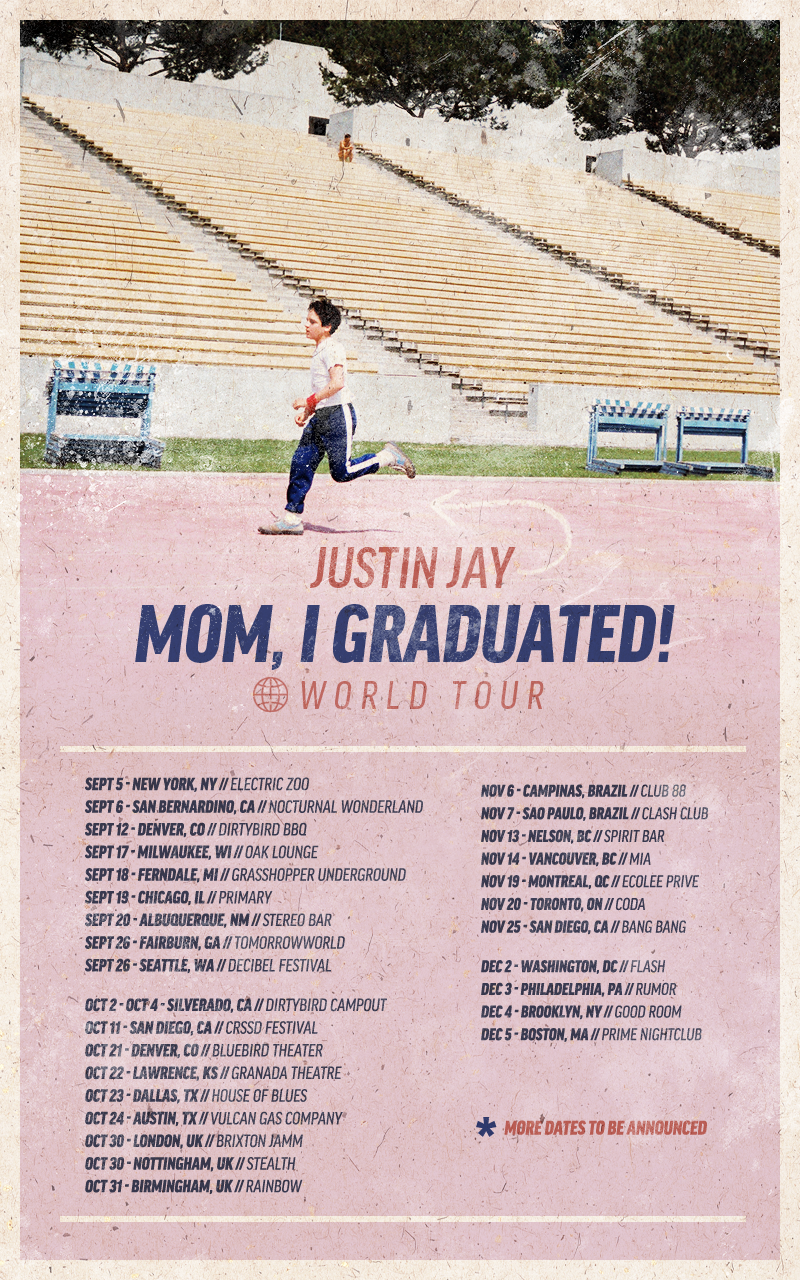 JUSTIN JAY
MOM, I GRADUATED!
WORLD TOUR
SEPT 5 - NEW YORK, NY // ELECTRIC ZOO
SEPT 6 - SAN BERNARDINO, CA // NOCTURNAL WONDERLAND
SEPT 12 - DENVER, CO // DIRTYBIRD BBQ
SEPT 17 - MILWAUKEE, WI // OAK LOUNGE
SEPT 18 - FERNDALE, MI // GRASSHOPPER UNDERGROUND
SEPT 19 - CHICAGO, IL // PRIMARY
SEPT 20 - ALBUQUERQUE, NM // STEREO BAR
SEPT 26 - FAIRBURN, GA // TOMORROWWORLD
SEPT 26 - SEATTLE, WA // DECIBEL FESTIVAL
OCT 2 - OCT 4 - SILVERADO, CA // DIRTYBIRD CAMPOUT
OCT 11 - SAN DIEGO, CA // CRSSD FESTIVAL
OCT 21 - DENVER, CO // BLUEBIRD THEATER
OCT 22 - LAWRENCE, KS // GRANADA THEATRE
OCT 23 - DALLAS, TX // HOUSE OF BLUES
OCT 24 - AUSTIN, TX // VULCAN GAS COMPANY
OCT 30 - LONDON, UK // BRIXTON JAMM
OCT 30 - NOTTINGHAM, UK // STEALTH
OCT 31 - BIRMINGHAM, UK // RAINBOW
NOV 6 - CAMPINAS, BRAZIL // CLUB 88
NOV 7 - SAO PAULO, BRAZIL // CLASH CLUB
NOV 13 - NELSON, BC // SPIRIT BAR
NOV 14 - VANCOUVER, BC // MIA
NOV 19 - MONTREAL, QC // ECOLEE PRIVE
NOV 20 - TORONTO, ON // CODA
NOV 25 - SAN DIEGO, CA // BANG BANG
DEC 2 - WASHINGTON, DC // FLASH
DEC 3 - PHILADELPHIA, PA // RUMOR
DEC 4 - BROOKLYN, NY // GOOD ROOM
DEC 5 - BOSTON, MA // PRIME NIGHTCLUB
* MORE DATES TO BE ANNOUNCED